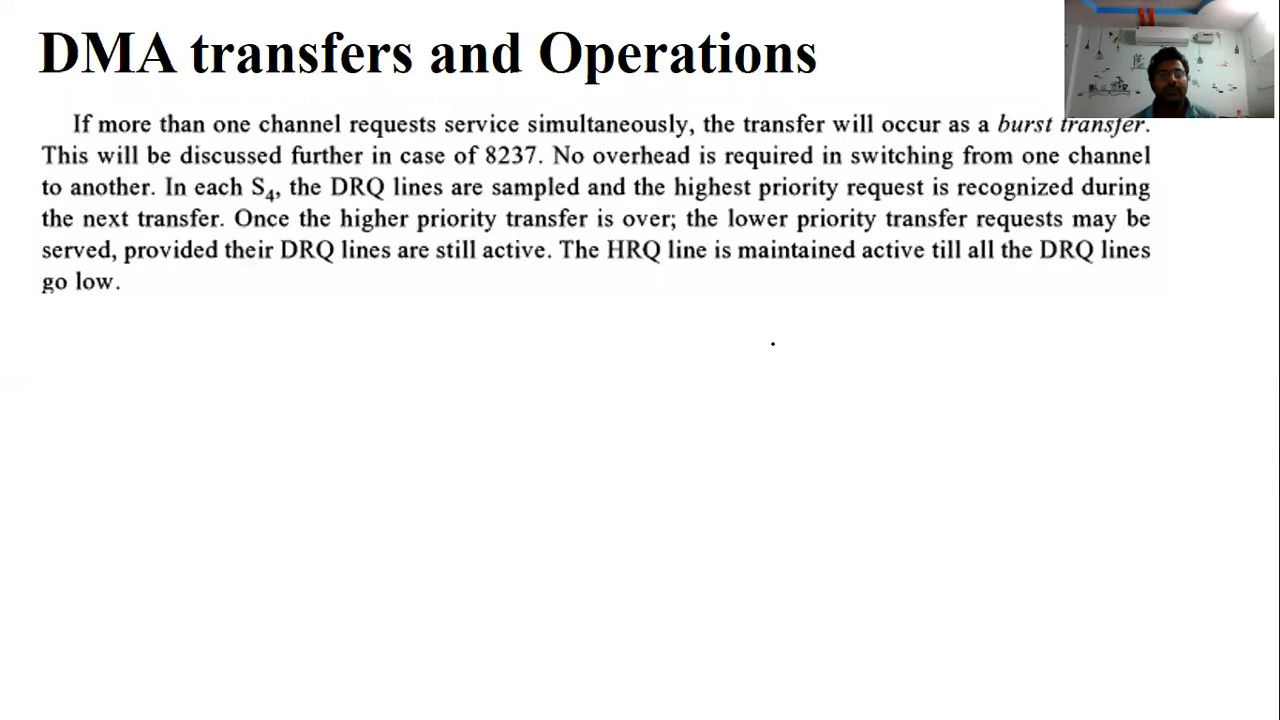 DMA transfers and Operations
If more than one channel requests service simultaneously, the transfer will occur as a burst transfer.
This will be discussed further in case of 8237. No overhead is required in switching from one channel
to another. In each S₄, the DRQ lines are sampled and the highest priority request is recognized during
the next transfer. Once the higher priority transfer is over; the lower priority transfer requests may be
served, provided their DRQ lines are still active. The HRQ line is maintained active till all the DRQ lines
go low.